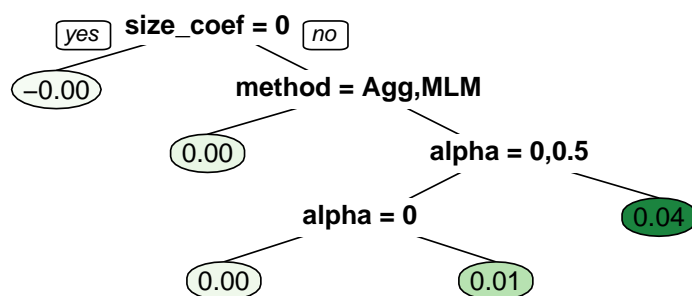 yes size_coef = 0 no
−0.00 method = Agg,MLM
0.00 alpha = 0,0.5
alpha = 0 0.04
0.00 0.01